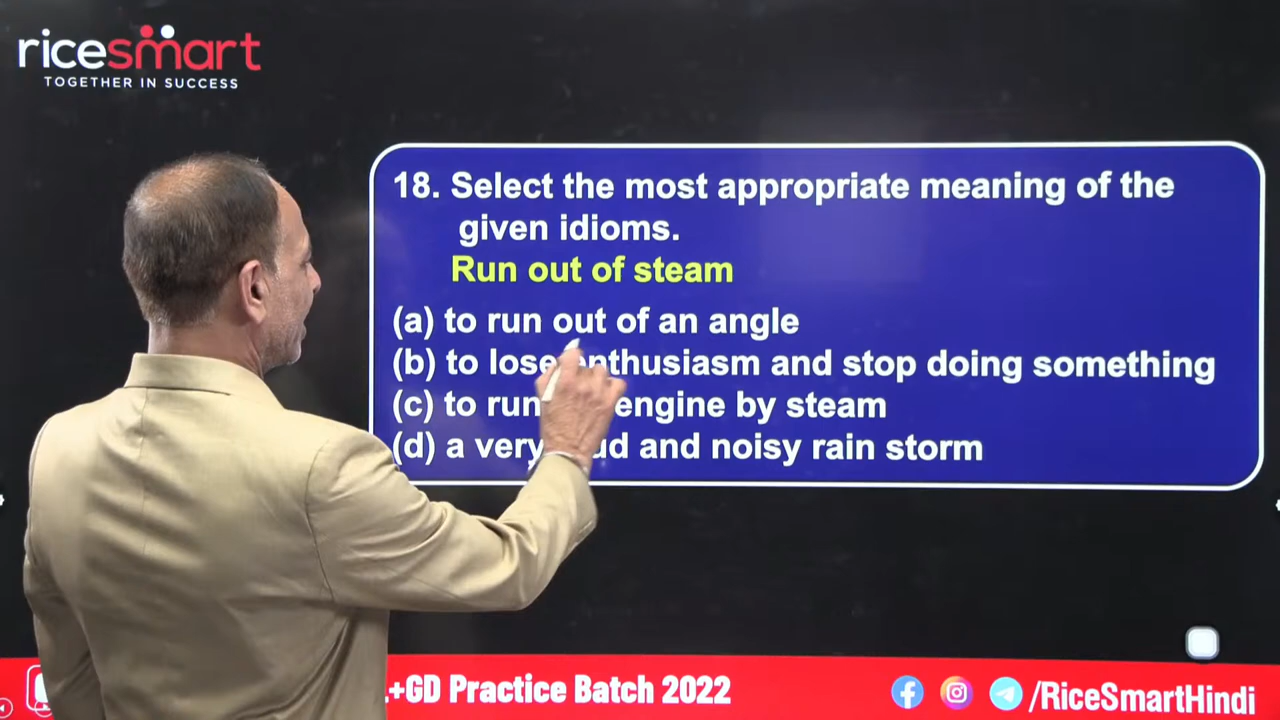 ricesmart
TOGETHER IN SUCCESS
18. Select the most appropriate meaning of the
given idioms.
Run out of steam
(a) to run out of an angle
(b) to lose enthusiasm and stop doing something
(c) to run engine by steam
(d) a very and noisy rain storm
+GD Practice Batch 2022
/RiceSmartHindi